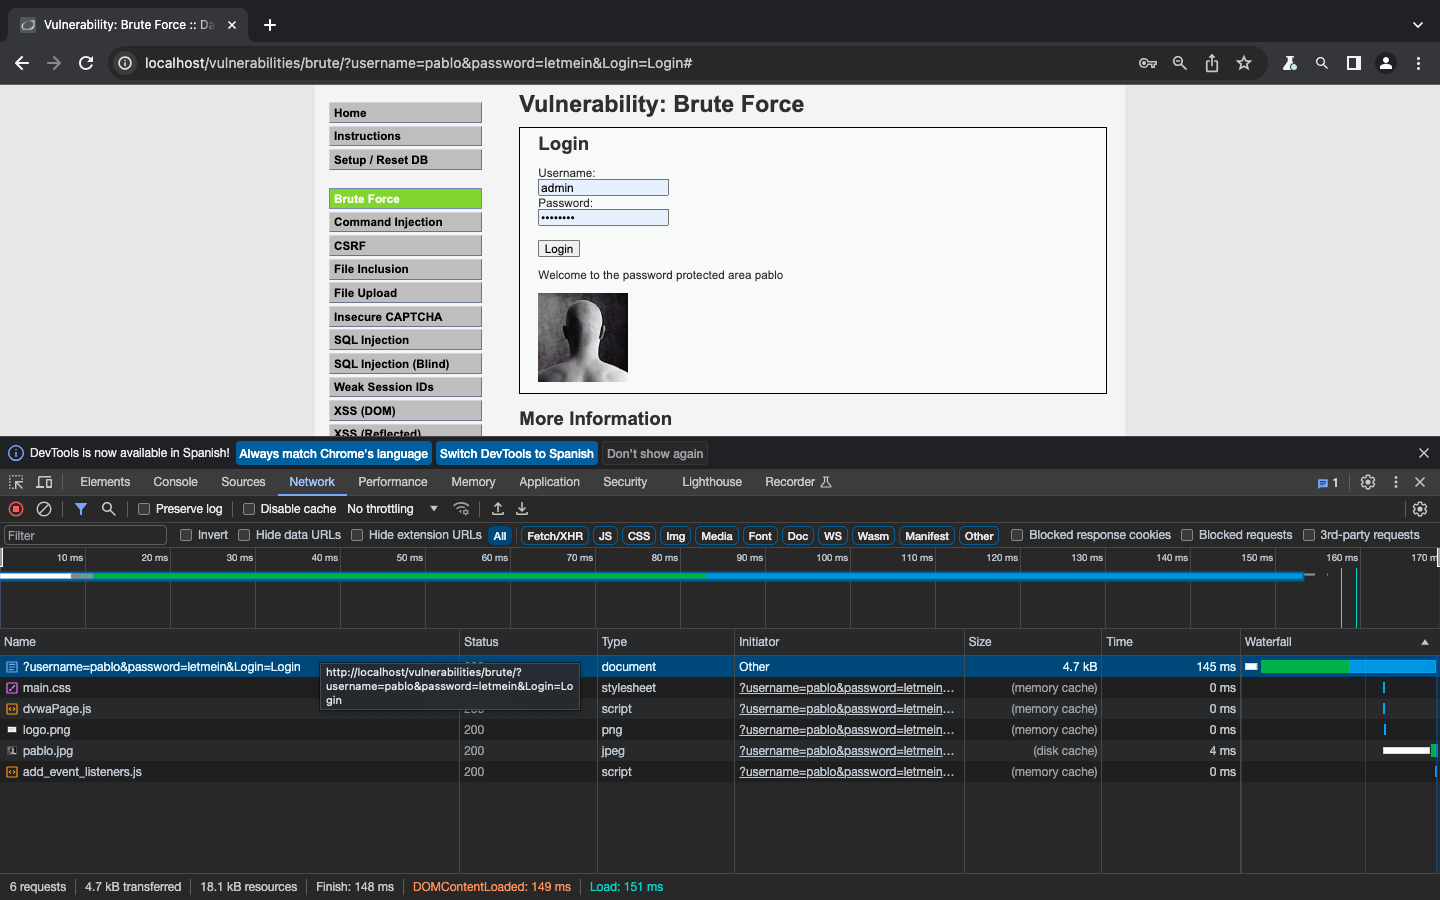 Vulnerability: Brute Force :: Da
localhost/vulnerabilities/brute/?username=pablo&password=letmein&Login=Login#
Home
Instructions
Setup / Reset DB
Brute Force
Command Injection
CSRF
File Inclusion
File Upload
Insecure CAPTCHA
SQL Injection
SQL Injection (Blind)
Weak Session IDs
XSS (DOM)
XSS (Reflected)
Vulnerability: Brute Force
Login
Username:
admin
Password:
••••••••
Login
Welcome to the password protected area pablo
More Information
DevTools is now available in Spanish! Always match Chrome's language Switch DevTools to Spanish Don't show again
Elements Console Sources Network Performance Memory Application Security Lighthouse Recorder 1
Preserve log Disable cache No throttling
Filter Invert Hide data URLs Hide extension URLs All Fetch/XHR JS CSS Img Media Font Doc WS Wasm Manifest Other Blocked response cookies Blocked requests 3rd-party requests
10 ms 20 ms 30 ms 40 ms 50 ms 60 ms 70 ms 80 ms 90 ms 100 ms 110 ms 120 ms 130 ms 140 ms 150 ms 160 ms 170 m
Name Status Type Initiator Size Time Waterfall
?username=pablo&password=letmein&Login=Login document Other 4.7 kB 145 ms
http://localhost/vulnerabilities/brute/?
username=pablo&password=letmein&Login=Lo
gin
main.css stylesheet ?username=pablo&password=letmein... (memory cache) 0 ms
dvwaPage.js script ?username=pablo&password=letmein... (memory cache) 0 ms
logo.png 200 png ?username=pablo&password=letmein... (memory cache) 0 ms
pablo.jpg 200 jpeg ?username=pablo&password=letmein... (disk cache) 4 ms
add_event_listeners.js 200 script ?username=pablo&password=letmein... (memory cache) 0 ms
6 requests 4.7 kB transferred 18.1 kB resources Finish: 148 ms DOMContentLoaded: 149 ms Load: 151 ms